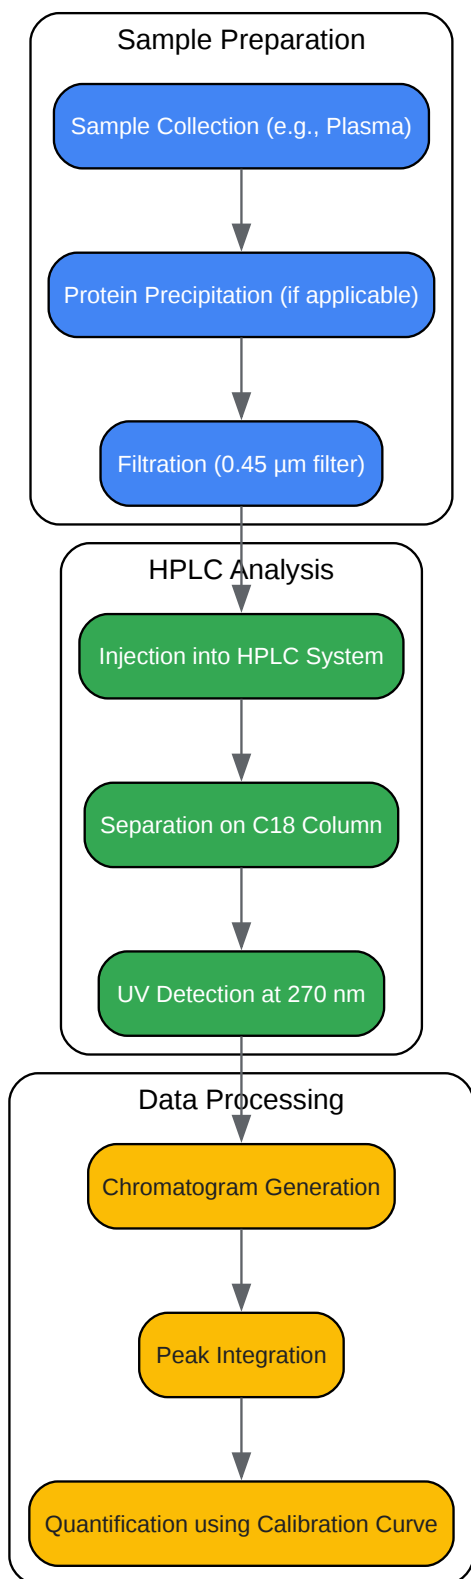 Sample Preparation
Sample Collection (e.g., Plasma)
Protein Precipitation (if applicable)
Filtration (0.45 µm filter)
HPLC Analysis
Injection into HPLC System
Separation on C18 Column
UV Detection at 270 nm
Data Processing
Chromatogram Generation
Peak Integration
Quantification using Calibration Curve